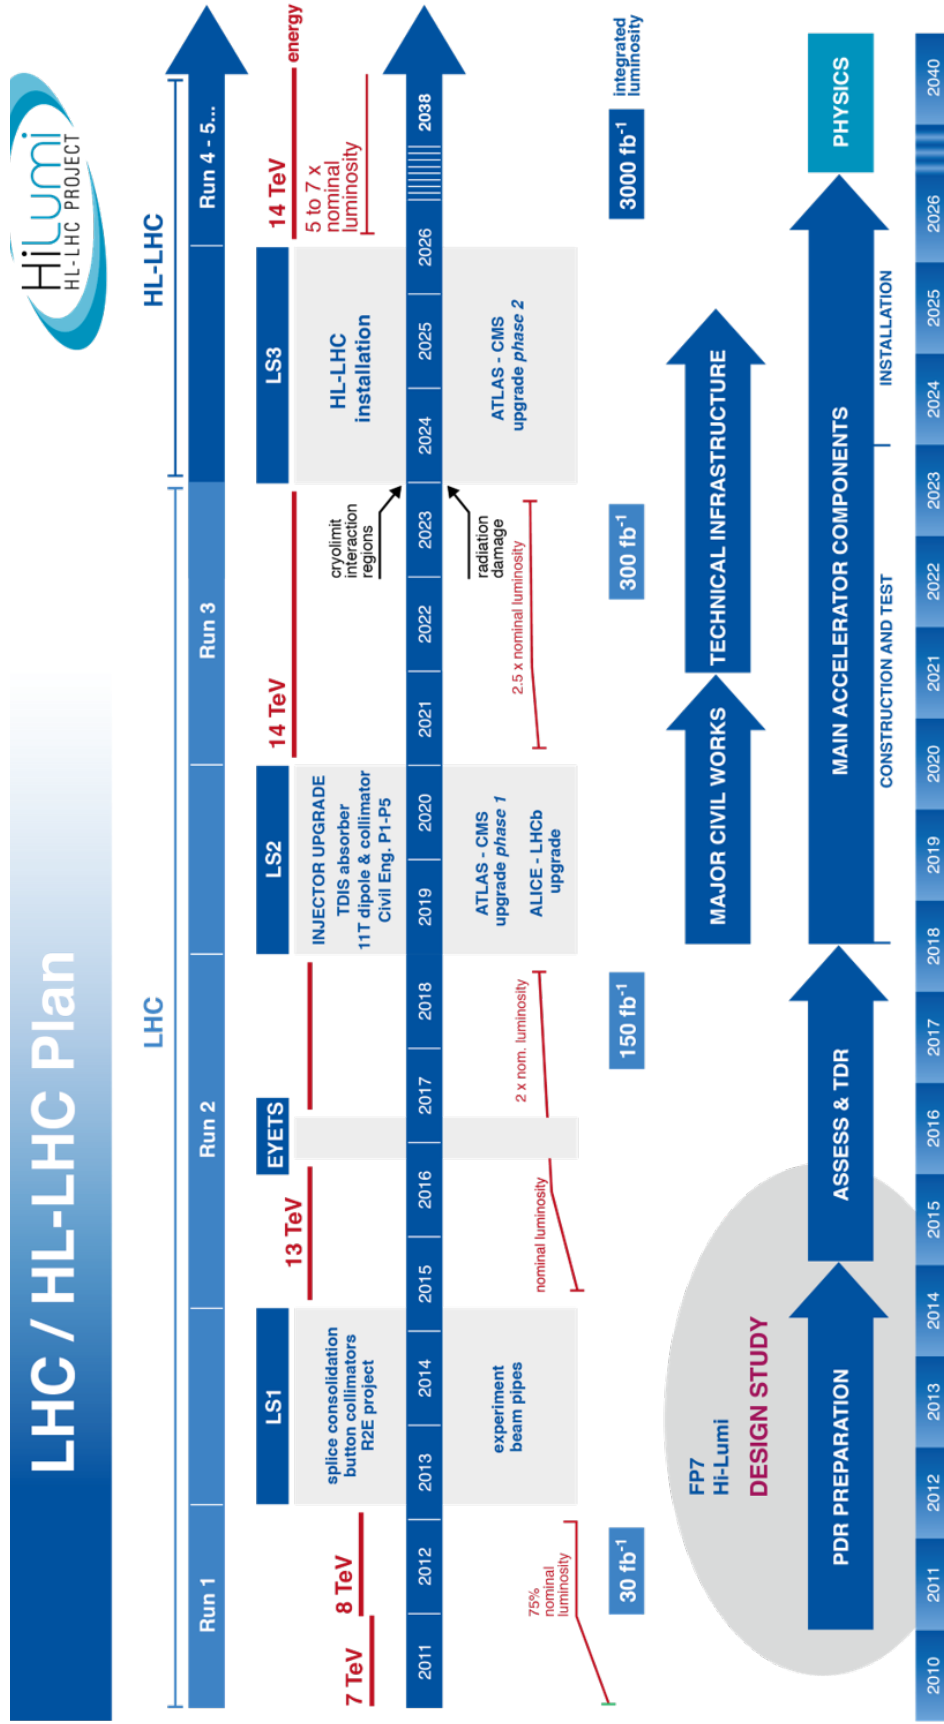 LHC / HL-LHC Plan
HiLumi
HL-LHC PROJECT
LHC
HL-LHC
Run 1
Run 2
Run 3
Run 4 - 5...
LS1
EYETS
LS2
LS3
7 TeV
8 TeV
13 TeV
14 TeV
14 TeV
energy
splice consolidation
button collimators
R2E project
INJECTOR UPGRADE
TDIS absorber
11T dipole & collimator
Civil Eng. P1-P5
cryolimit
interaction
regions
HL-LHC
installation
5 to 7 x
nominal
luminosity
2011
2012
2013
2014
2015
2016
2017
2018
2019
2020
2021
2022
2023
2024
2025
2026
2038
75%
nominal
luminosity
experiment
beam pipes
nominal luminosity
2 x nom. luminosity
ATLAS - CMS
upgrade phase 1
ALICE - LHCb
upgrade
2.5 x nominal luminosity
radiation
damage
ATLAS - CMS
upgrade phase 2
30 fb⁻¹
150 fb⁻¹
300 fb⁻¹
3000 fb⁻¹
integrated
luminosity
FP7
Hi-Lumi
DESIGN STUDY
MAJOR CIVIL WORKS
TECHNICAL INFRASTRUCTURE
PDR PREPARATION
ASSESS & TDR
MAIN ACCELERATOR COMPONENTS
PHYSICS
CONSTRUCTION AND TEST
INSTALLATION
2010
2011
2012
2013
2014
2015
2016
2017
2018
2019
2020
2021
2022
2023
2024
2025
2026
2040